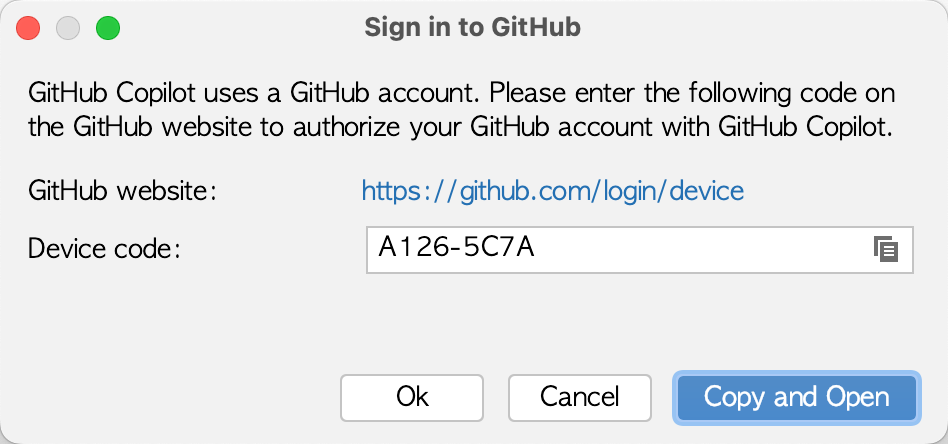 Sign in to GitHub
GitHub Copilot uses a GitHub account. Please enter the following code on
the GitHub website to authorize your GitHub account with GitHub Copilot.
GitHub website: https://github.com/login/device
Device code: A126-5C7A
Ok Cancel Copy and Open